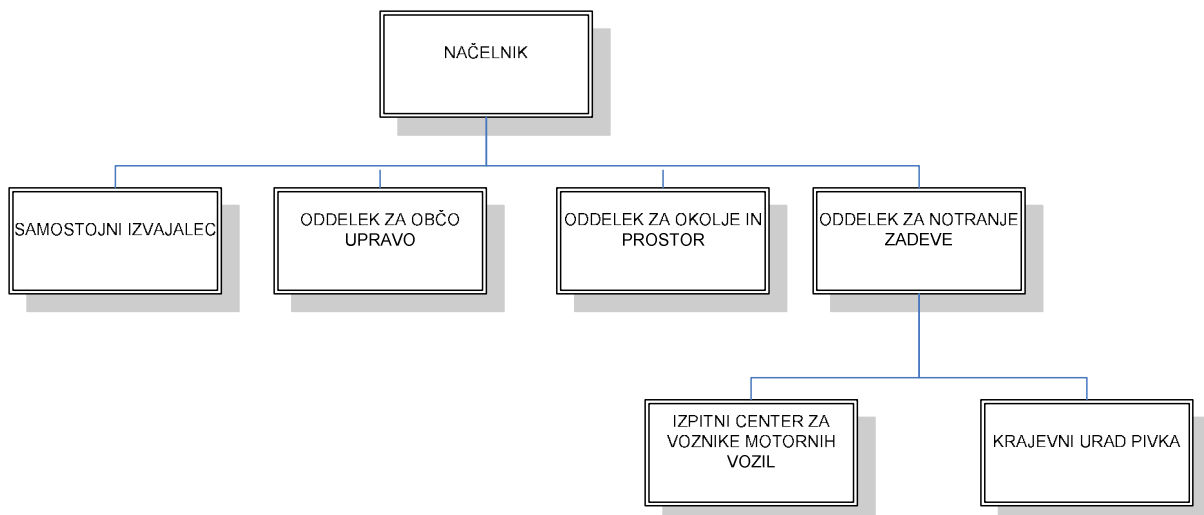 NAČELNIK
SAMOSTOJNI IZVAJALEC
ODDELEK ZA OBČO
UPRAVO
ODDELEK ZA OKOLJE IN
PROSTOR
ODDELEK ZA NOTRANJE
ZADEVE
IZPITNI CENTER ZA
VOZNIKE MOTORNIH
VOZIL
KRAJEVNI URAD PIVKA